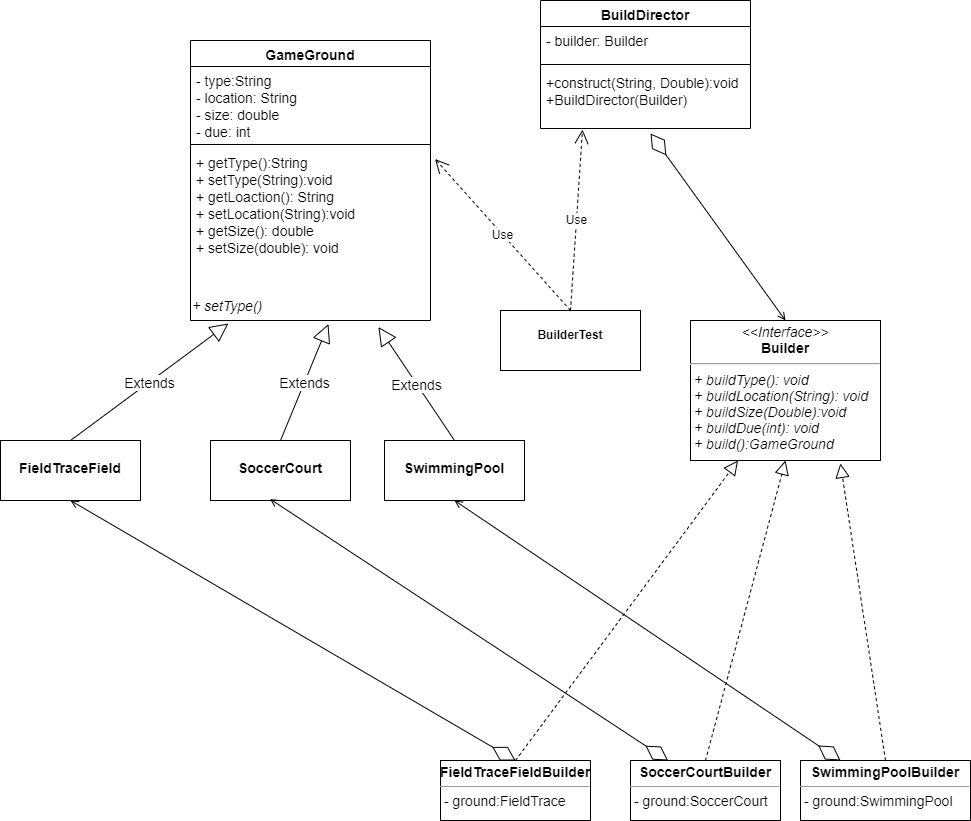 BuildDirector
- builder: Builder
+construct(String, Double):void
+BuildDirector(Builder)
GameGround
- type:String
- location: String
- size: double
- due: int
+ getType():String
+ setType(String):void
+ getLoaction(): String
+ setLocation(String):void
+ getSize(): double
+ setSize(double): void
+ setType()
Use
Use
BuilderTest
<<Interface>>
Builder
+ buildType(): void
+ buildLocation(String): void
+ buildSize(Double):void
+ buildDue(int): void
+ build():GameGround
Extends
Extends
Extends
FieldTraceField
SoccerCourt
SwimmingPool
FieldTraceFieldBuilder
- ground:FieldTrace
SoccerCourtBuilder
- ground:SoccerCourt
SwimmingPoolBuilder
- ground:SwimmingPool